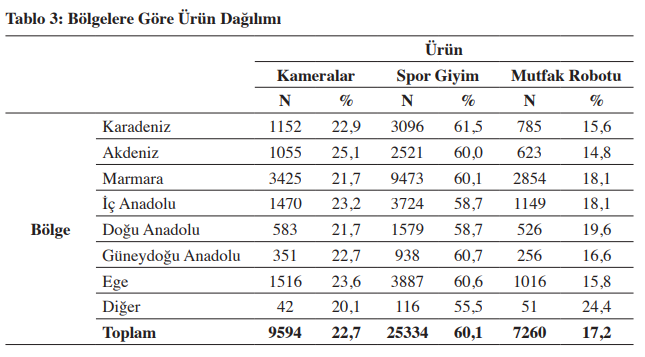 Tablo 3: Bölgelere Göre Ürün Dağılımı
Ürün
Kameralar Spor Giyim Mutfak Robotu
N % N % N %
Karadeniz 1152 22,9 3096 61,5 785 15,6
Akdeniz 1055 25,1 2521 60,0 623 14,8
Marmara 3425 21,7 9473 60,1 2854 18,1
İç Anadolu 1470 23,2 3724 58,7 1149 18,1
Bölge Doğu Anadolu 583 21,7 1579 58,7 526 19,6
Güneydoğu Anadolu 351 22,7 938 60,7 256 16,6
Ege 1516 23,6 3887 60,6 1016 15,8
Diğer 42 20,1 116 55,5 51 24,4
Toplam 9594 22,7 25334 60,1 7260 17,2